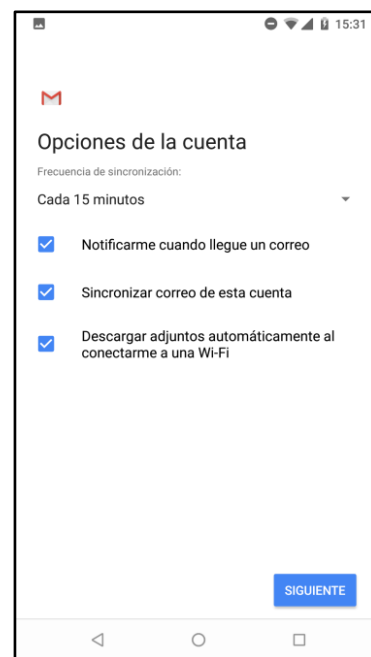 15:31
Opciones de la cuenta
Frecuencia de sincronización:
Cada 15 minutos
Notificarme cuando llegue un correo
Sincronizar correo de esta cuenta
Descargar adjuntos automáticamente al
conectarme a una Wi-Fi
SIGUIENTE